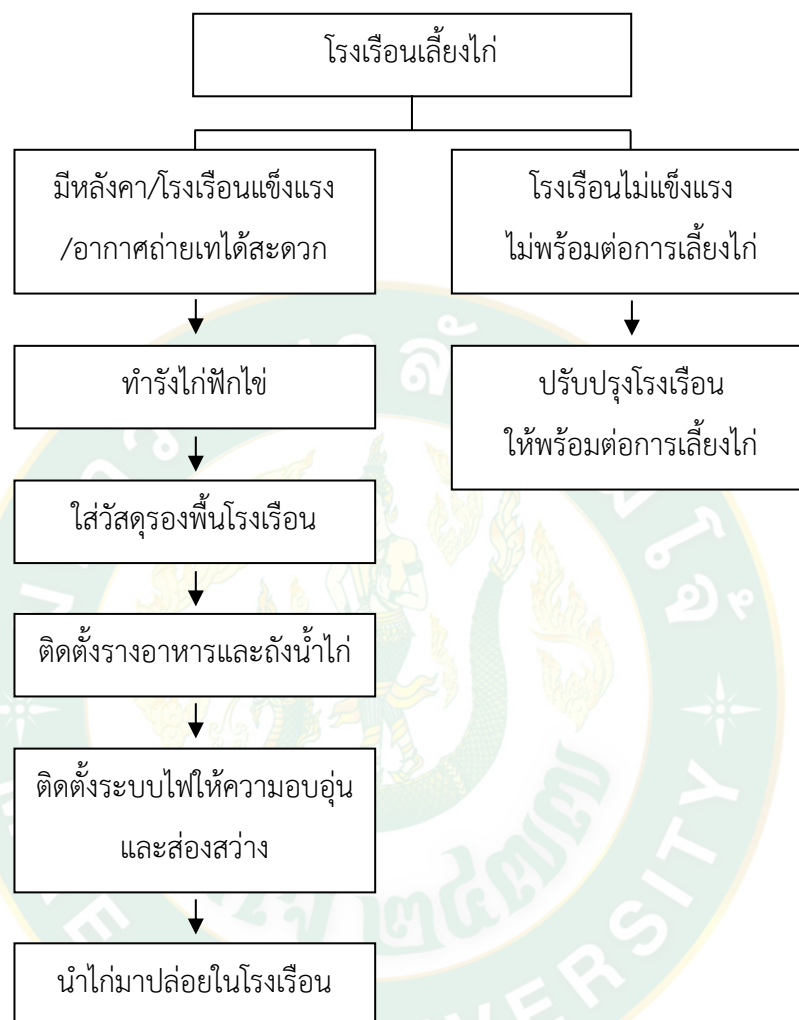 โรงเรือนเลี้ยงไก่
มีหลังคา/โรงเรือนแข็งแรง
/อากาศถ่ายเทได้สะดวก
โรงเรือนไม่แข็งแรง
ไม่พร้อมต่อการเลี้ยงไก่
ทำรังไก่ฟักไข่
ปรับปรุงโรงเรือน
ให้พร้อมต่อการเลี้ยงไก่
ใส่วัสดุรองพื้นโรงเรือน
ติดตั้งรางอาหารและถังน้ำไก่
ติดตั้งระบบไฟให้ความอบอุ่น
และส่องสว่าง
นำไก่มาปล่อยในโรงเรือน